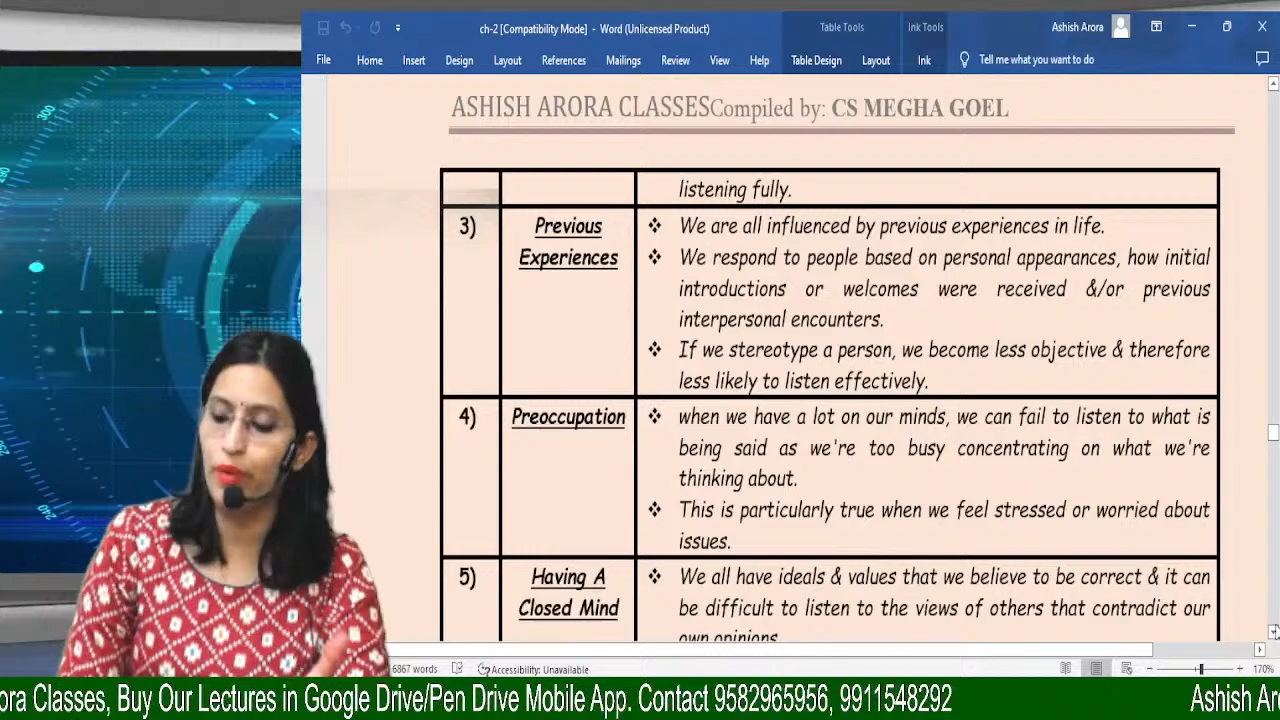 ch-2 [Compatibility Mode] - Word (Unlicensed Product)
Table Tools
Ink Tools
Ashish Arora
File Home Insert Design Layout References Mailings Review View Help Table Design Layout Ink Tell me what you want to do
ASHISH ARORA CLASSESCompiled by: CS MEGHA GOEL
listening fully.
3)
Previous
Experiences
❖ We are all influenced by previous experiences in life.
❖ We respond to people based on personal appearances, how initial
introductions or welcomes were received &/or previous
interpersonal encounters.
❖ If we stereotype a person, we become less objective & therefore
less likely to listen effectively.
4)
Preoccupation
❖ when we have a lot on our minds, we can fail to listen to what is
being said as we're too busy concentrating on what we're
thinking about.
❖ This is particularly true when we feel stressed or worried about
issues.
5)
Having A
Closed Mind
❖ We all have ideals & values that we believe to be correct & it can
be difficult to listen to the views of others that contradict our
own opinions.
6867 words Accessibility: Unavailable 170%
ora Classes, Buy Our Lectures in Google Drive/Pen Drive Mobile App. Contact 9582965956, 9911548292 Ashish Aro
300
240